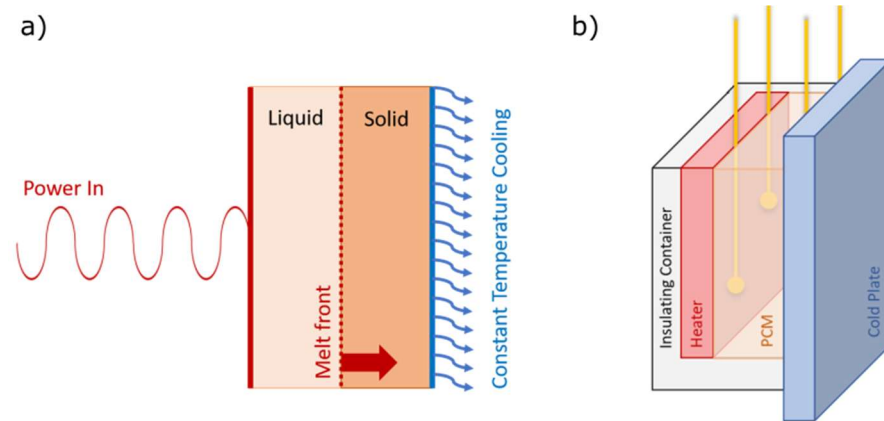 a)
Liquid
Solid
Power In
Melt front
Constant Temperature Cooling
b)
Insulating Container
Heater
PCM
Cold Plate